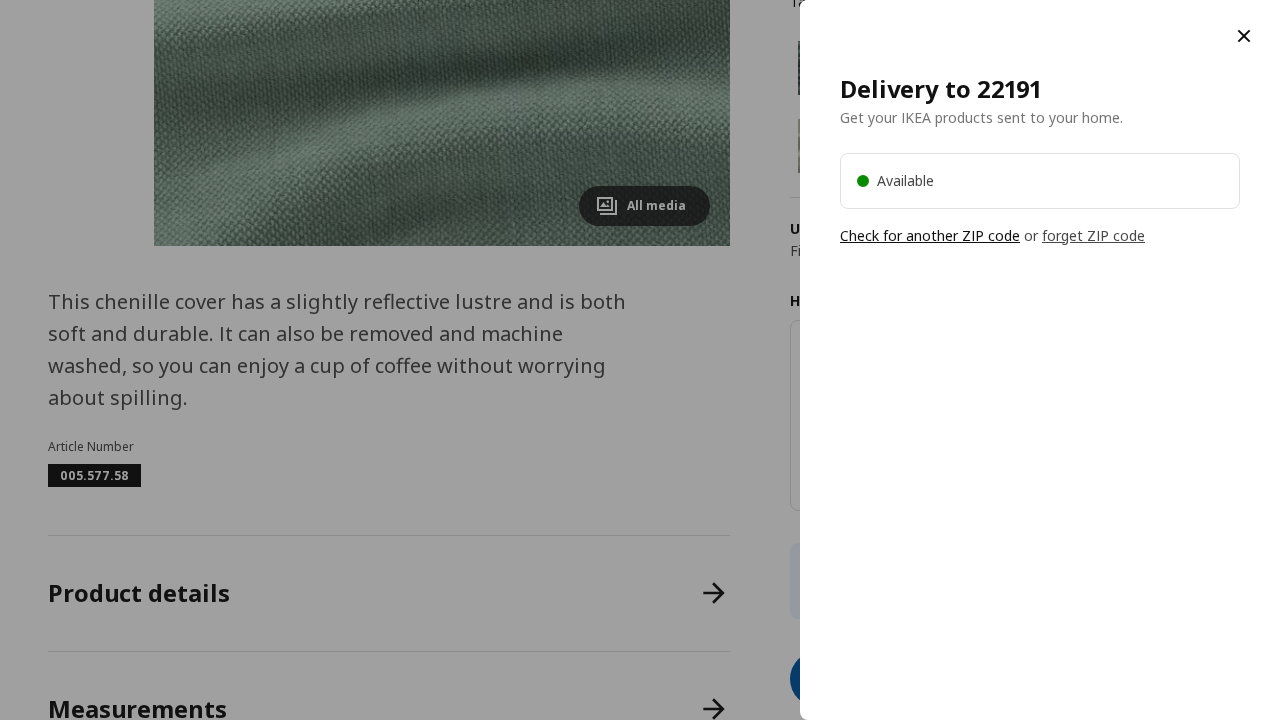 All media
This chenille cover has a slightly reflective lustre and is both
soft and durable. It can also be removed and machine
washed, so you can enjoy a cup of coffee without worrying
about spilling.
Article Number
005.577.58
Product details
Measurements
Delivery to 22191
Get your IKEA products sent to your home.
Available
Check for another ZIP code or forget ZIP code